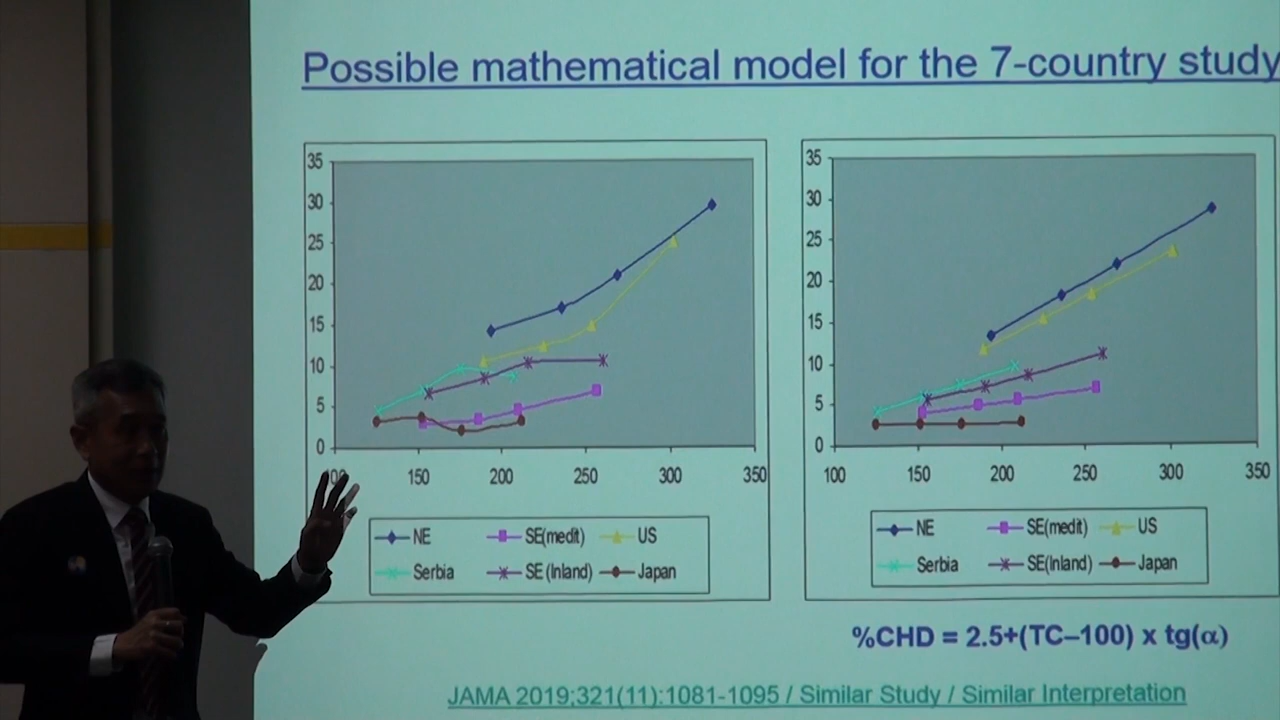 Possible mathematical model for the 7-country study
35
30
25
20
15
10
5
0
150
200
250
300
350
NE
SE(medit)
US
Serbia
SE (Inland)
Japan
35
30
25
20
15
10
5
0
100
150
200
250
300
350
NE
SE(medit)
US
Serbia
SE(Inland)
Japan
%CHD = 2.5+(TC–100) x tg(α)
JAMA 2019;321(11):1081-1095 / Similar Study / Similar Interpretation